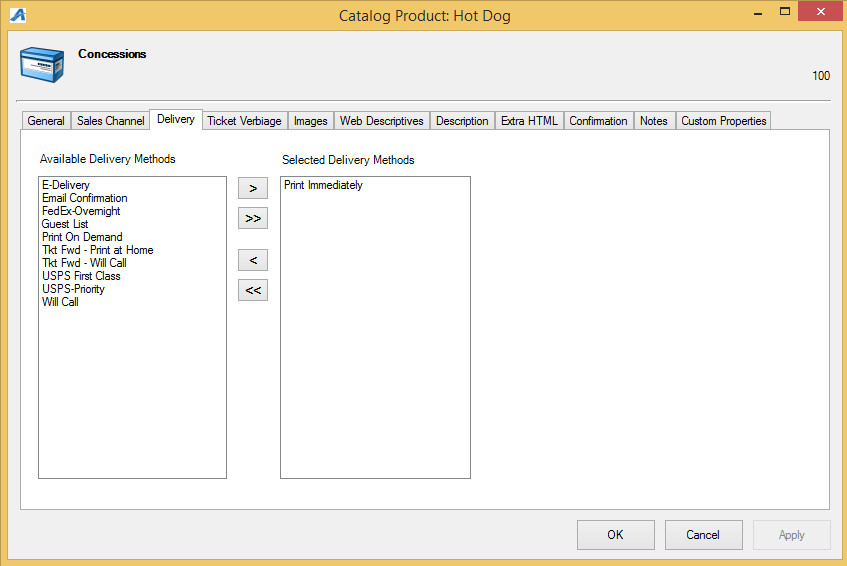 Catalog Product: Hot Dog
Concessions
100
General Sales Channel Delivery Ticket Verbiage Images Web Descriptives Description Extra HTML Confirmation Notes Custom Properties
Available Delivery Methods
Selected Delivery Methods
E-Delivery
Email Confirmation
FedEx-Overnight
Guest List
Print On Demand
Tkt Fwd - Print at Home
Tkt Fwd - Will Call
USPS First Class
USPS-Priority
Will Call
>
>>
<
<<
Print Immediately
OK Cancel Apply